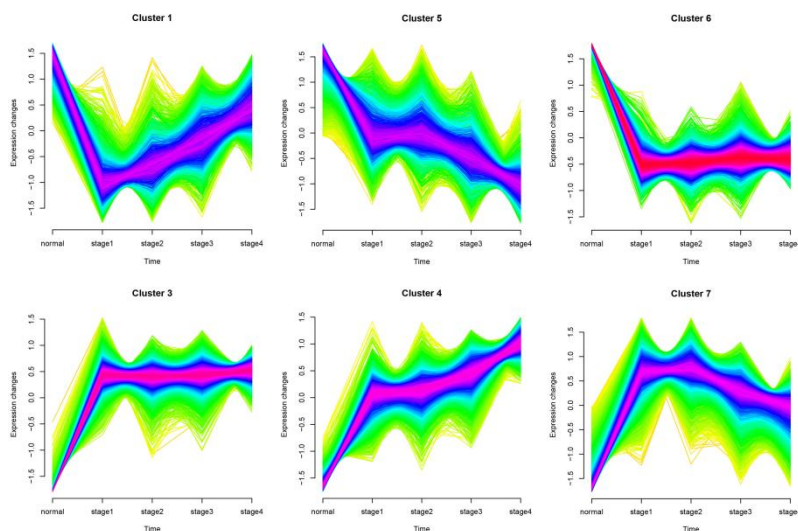 Cluster 1
Cluster 5
Cluster 6
Expression changes
1.5
1.0
0.5
0.0
−0.5
−1.0
−1.5
normal stage1 stage2 stage3 stage4
Time
Expression changes
1.5
1.0
0.5
0.0
−0.5
−1.0
−1.5
normal stage1 stage2 stage3 stage4
Time
Expression changes
1.5
1.0
0.5
0.0
−0.5
−1.0
−1.5
normal stage1 stage2 stage3 stage
Time
Cluster 3
Cluster 4
Cluster 7
Expression changes
1.5
1.0
0.5
0.0
−0.5
−1.0
−1.5
normal stage1 stage2 stage3 stage4
Time
Expression changes
1.5
1.0
0.5
0.0
−0.5
−1.0
−1.5
normal stage1 stage2 stage3 stage4
Time
Expression changes
1.5
1.0
0.5
0.0
−0.5
−1.0
−1.5
normal stage1 stage2 stage3 stage
Time